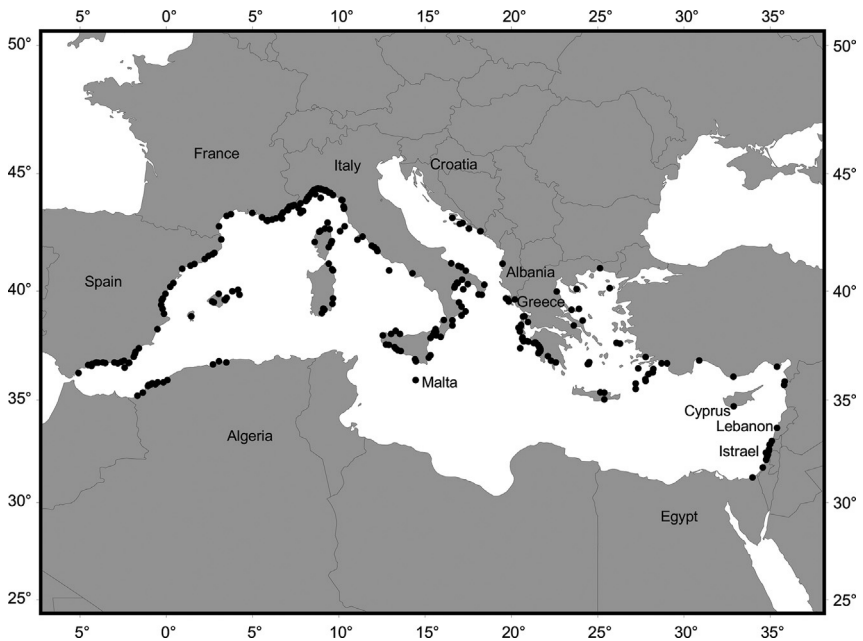 5° 0° 5° 10° 15° 20° 25° 30° 35°
50° 50°
France Italy Croatia
45° 45°
Spain Albania
40° Greece 40°
Malta
35° Cyprus 35°
Lebanon
Algeria Istrael
30° Egypt 30°
25° 25°
5° 0° 5° 10° 15° 20° 25° 30° 35°